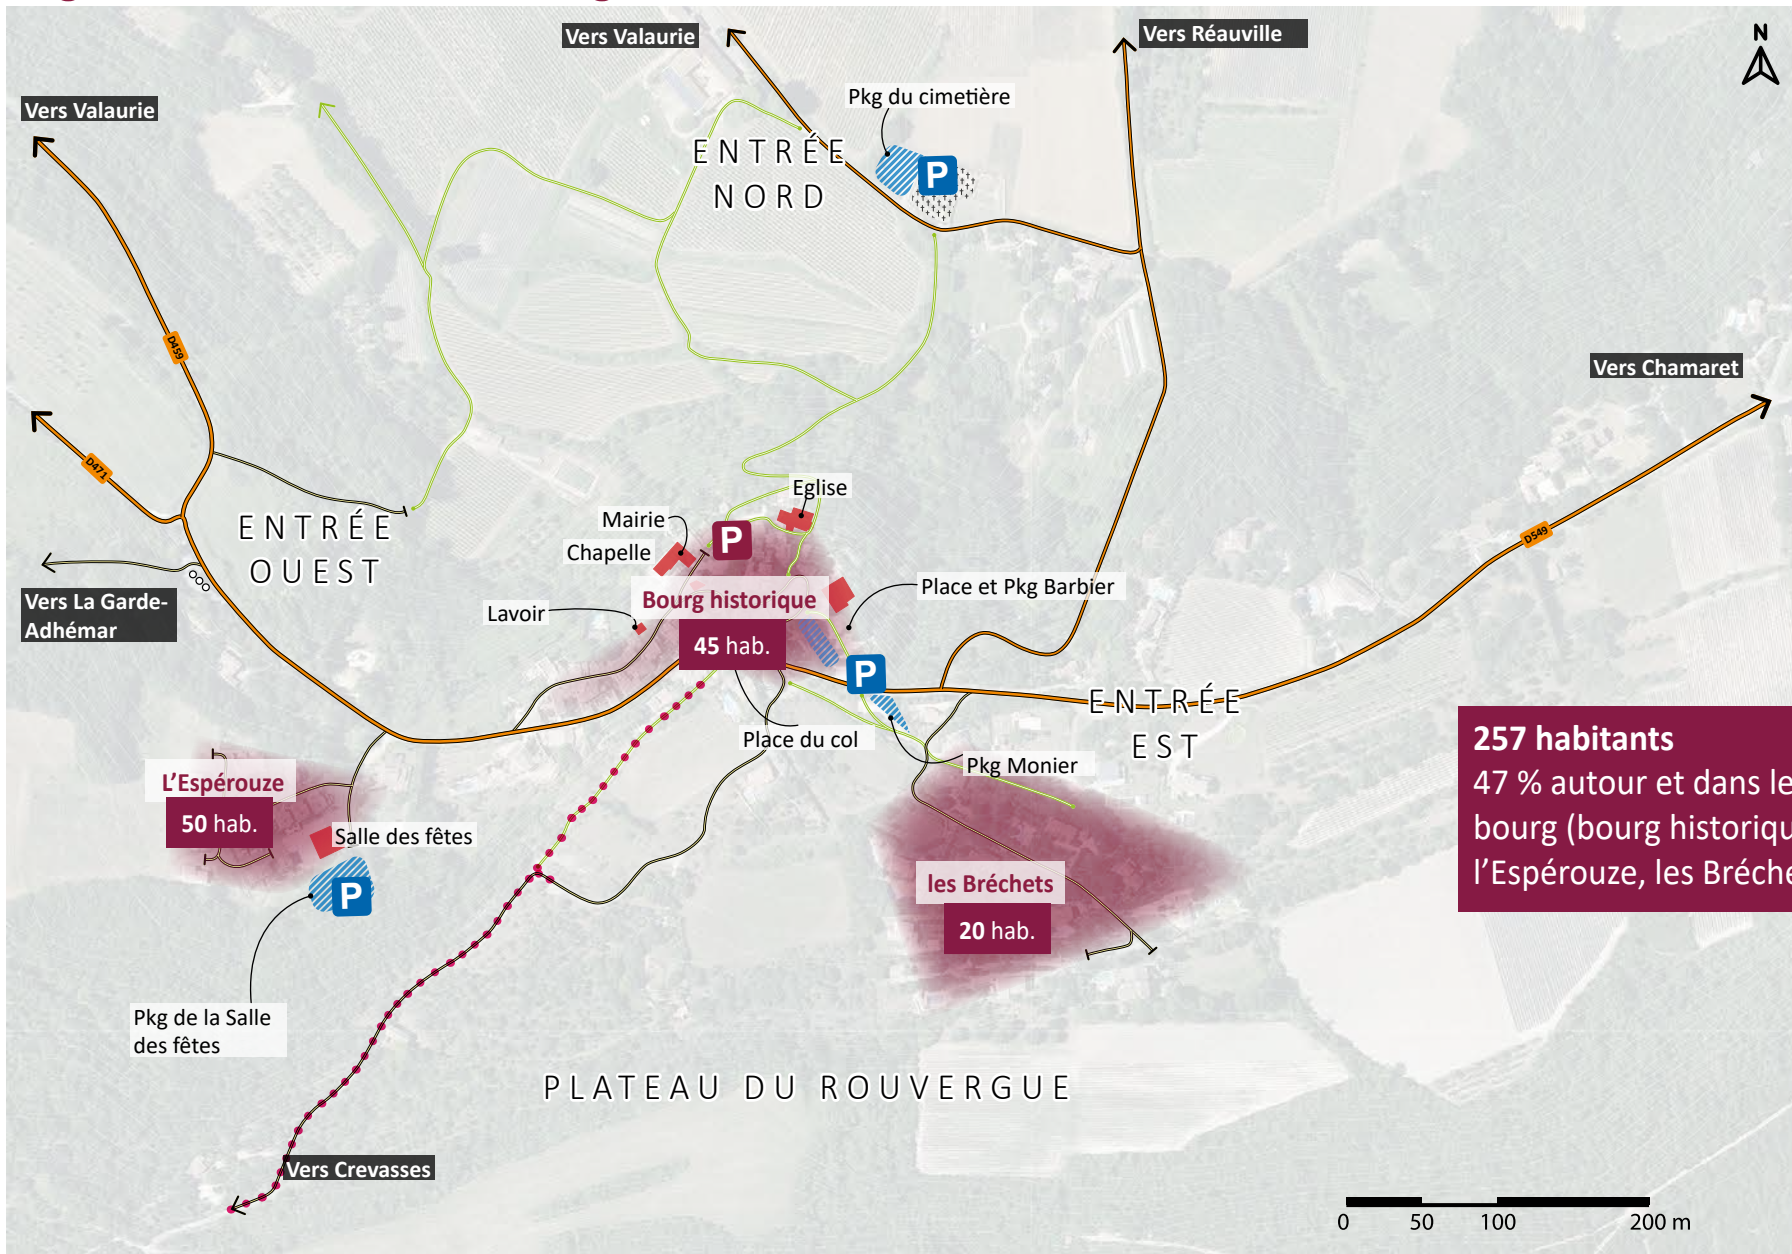 Vers Valaurie
Vers Réauville
N
Vers Valaurie
Pkg du cimetière
ENTRÉE
NORD
P
D459
Vers Chamaret
D471
ENTRÉE
OUEST
Eglise
Mairie
P
Chapelle
D549
Vers La Garde-
Adhémar
Place et Pkg Barbier
Bourg historique
Lavoir
45 hab.
P
ENTRÉE
EST
Place du col
Pkg Monier
257 habitants
47 % autour et dans le
bourg (bourg historiqu
l'Espérouze, les Bréche
L'Espérouze
50 hab.
Salle des fêtes
P
les Bréchets
20 hab.
Pkg de la Salle
des fêtes
PLATEAU DU ROUVERGUE
Vers Crevasses
0 50 100 200 m